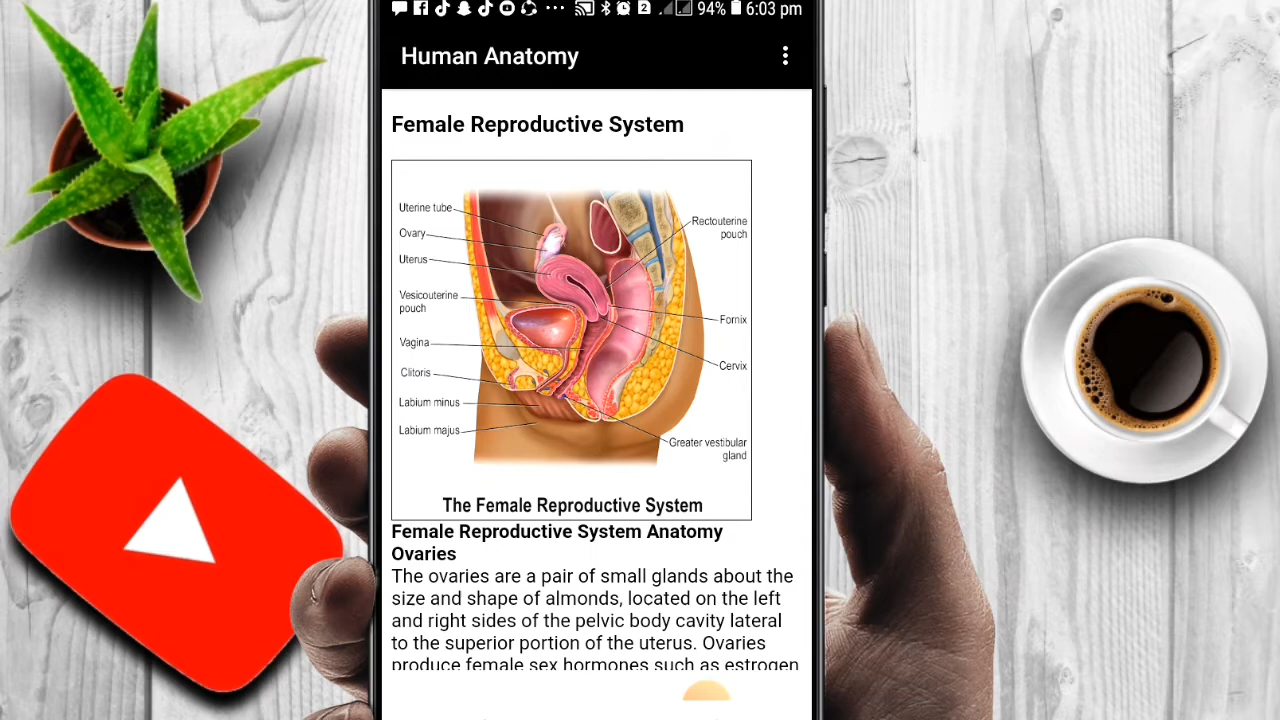 2 94% 6:03 pm
Human Anatomy
Female Reproductive System
Uterine tube
Ovary
Uterus
Vesicouterine
pouch
Vagina
Clitoris
Labium minus
Labium majus
Rectouterine
pouch
Fornix
Cervix
Greater vestibular
gland
The Female Reproductive System
Female Reproductive System Anatomy
Ovaries
The ovaries are a pair of small glands about the
size and shape of almonds, located on the left
and right sides of the pelvic body cavity lateral
to the superior portion of the uterus. Ovaries
produce female sex hormones such as estrogen